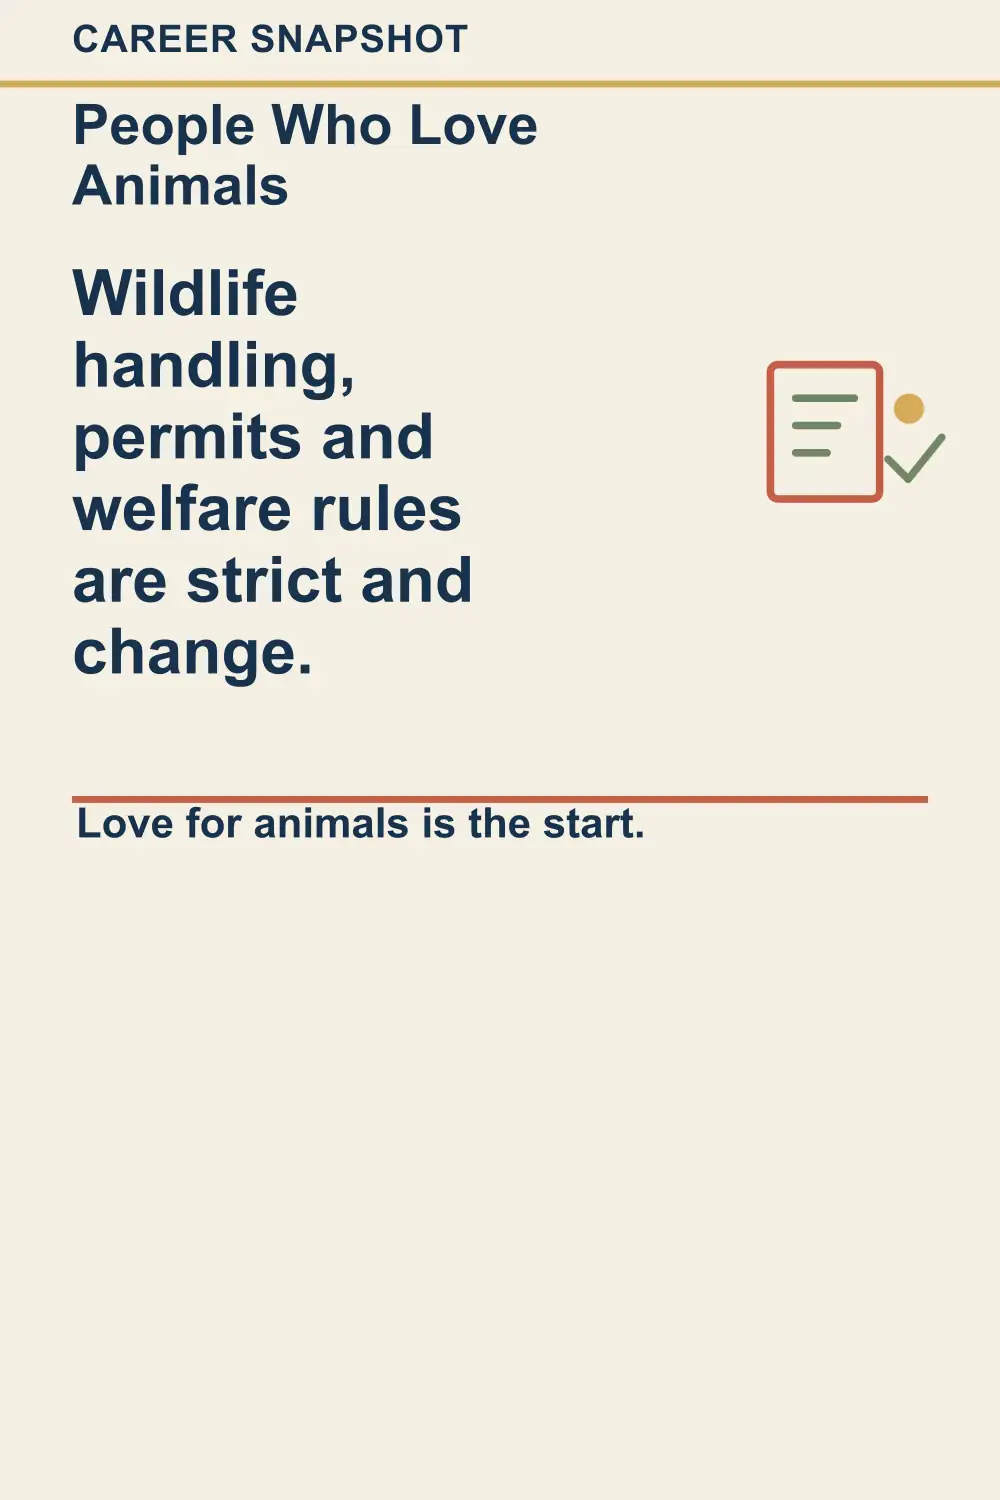 CAREER SNAPSHOT
People Who Love
Animals
Wildlife
handling,
permits and
welfare rules
are strict and
change.
Love for animals is the start.